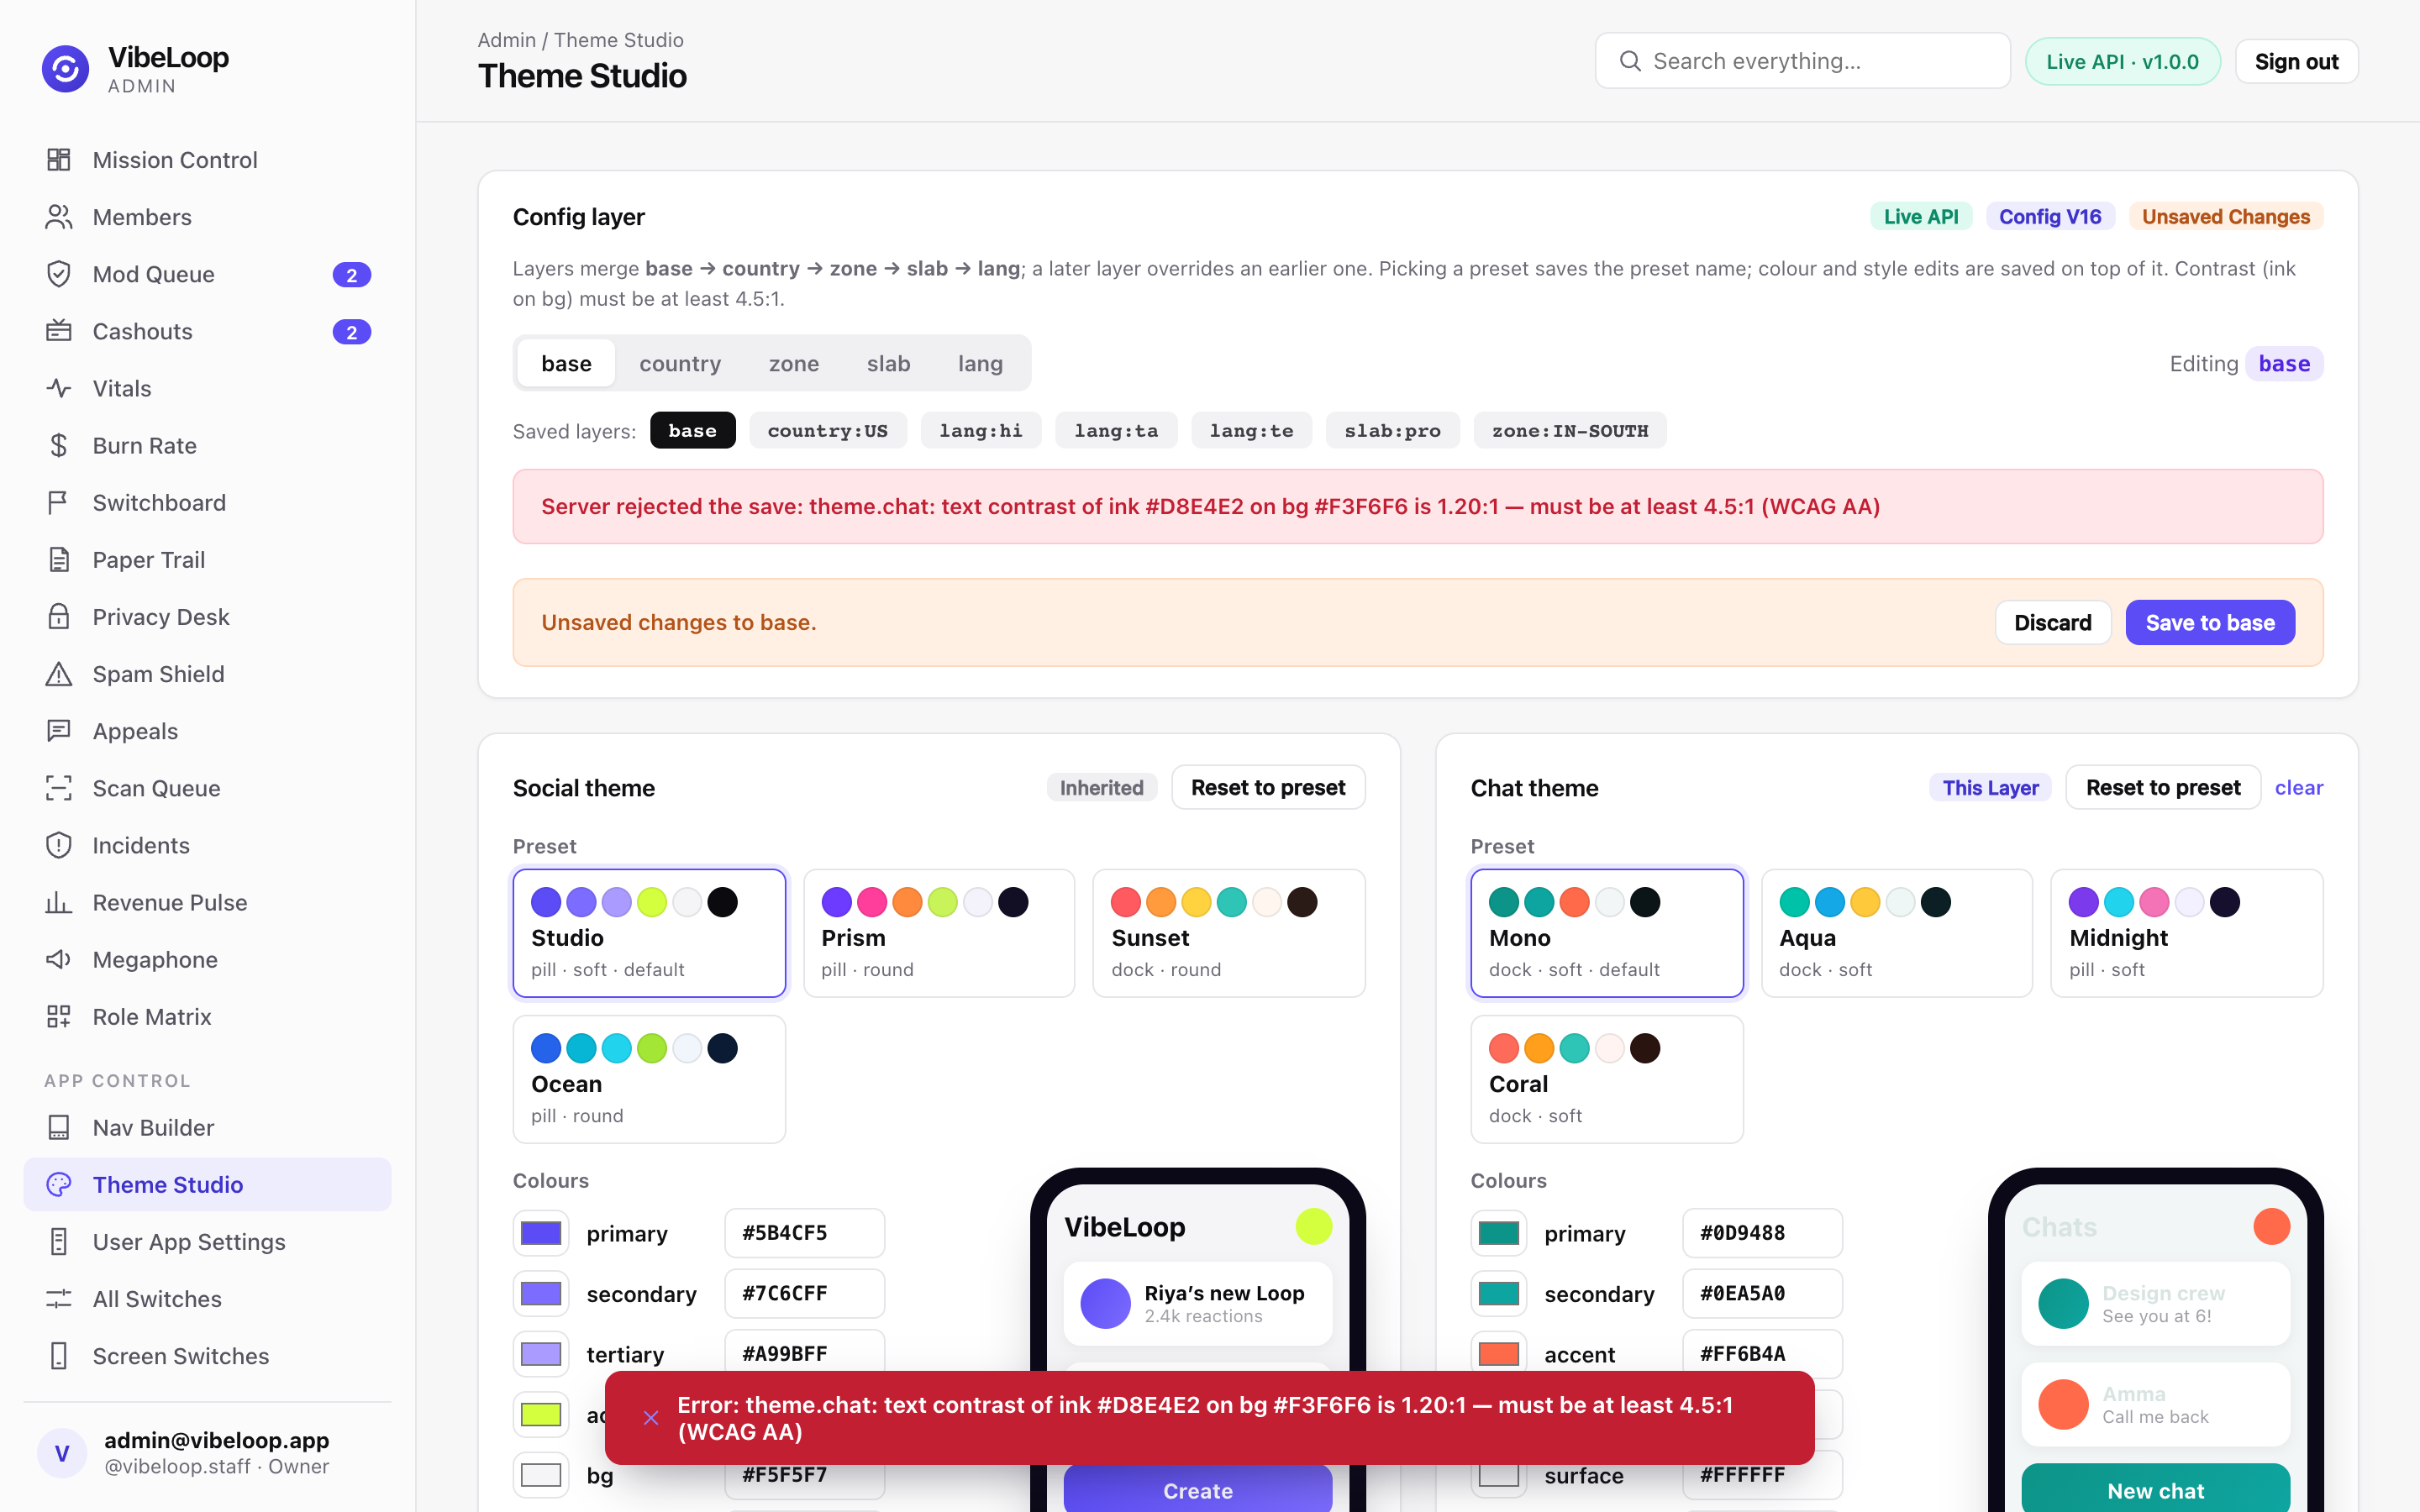 VibeLoop
ADMIN
Mission Control
Members
Mod Queue
2
Cashouts
2
Vitals
Burn Rate
Switchboard
Paper Trail
Privacy Desk
Spam Shield
Appeals
Scan Queue
Incidents
Revenue Pulse
Megaphone
Role Matrix
APP CONTROL
Nav Builder
Theme Studio
User App Settings
All Switches
Screen Switches
V
admin@vibeloop.app
@vibeloop.staff · Owner
Admin / Theme Studio
Theme Studio
Search everything...
Live API · v1.0.0
Sign out
Config layer
Live API
Config V16
Unsaved Changes
Layers merge base → country → zone → slab → lang; a later layer overrides an earlier one. Picking a preset saves the preset name; colour and style edits are saved on top of it. Contrast (ink
on bg) must be at least 4.5:1.
base
country
zone
slab
lang
Editing base
Saved layers:
base
country:US
lang:hi
lang:ta
lang:te
slab:pro
zone:IN-SOUTH
Server rejected the save: theme.chat: text contrast of ink #D8E4E2 on bg #F3F6F6 is 1.20:1 — must be at least 4.5:1 (WCAG AA)
Unsaved changes to base.
Discard
Save to base
Social theme
Inherited
Reset to preset
Preset
Studio
pill · soft · default
Prism
pill · round
Sunset
dock · round
Ocean
pill · round
Colours
primary
#5B4CF5
secondary
#7C6CFF
tertiary
#A99BFF
ac
bg
#F5F5F7
VibeLoop
Riya’s new Loop
2.4k reactions
Create
Chat theme
This Layer
Reset to preset
clear
Preset
Mono
dock · soft · default
Aqua
dock · soft
Midnight
pill · soft
Coral
dock · soft
Colours
primary
#0D9488
secondary
#0EA5A0
accent
#FF6B4A
surface
#FFFFFF
Chats
Design crew
See you at 6!
Amma
Call me back
New chat
Error: theme.chat: text contrast of ink #D8E4E2 on bg #F3F6F6 is 1.20:1 — must be at least 4.5:1
(WCAG AA)